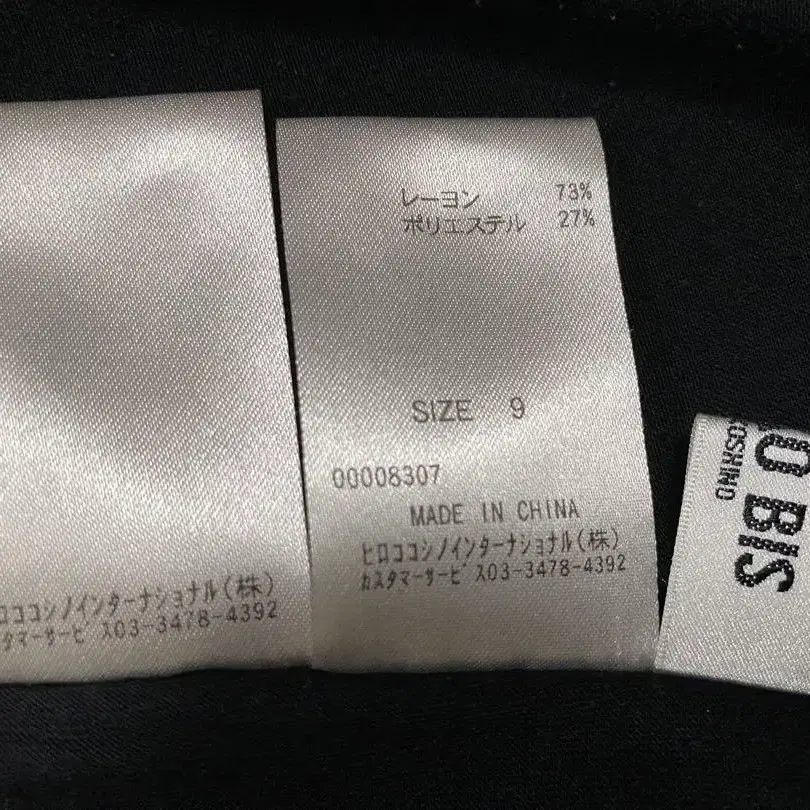 レーヨン 73%
ポリエステル 27%
SIZE 9
00008307
MADE IN CHINA
ヒロココシノインターナショナル(株)
カスタマーサービス03-3478-4392
ロココシノインターナショナル(株)
タマーサービス03-3478-4392
O BIS
KOSHINO